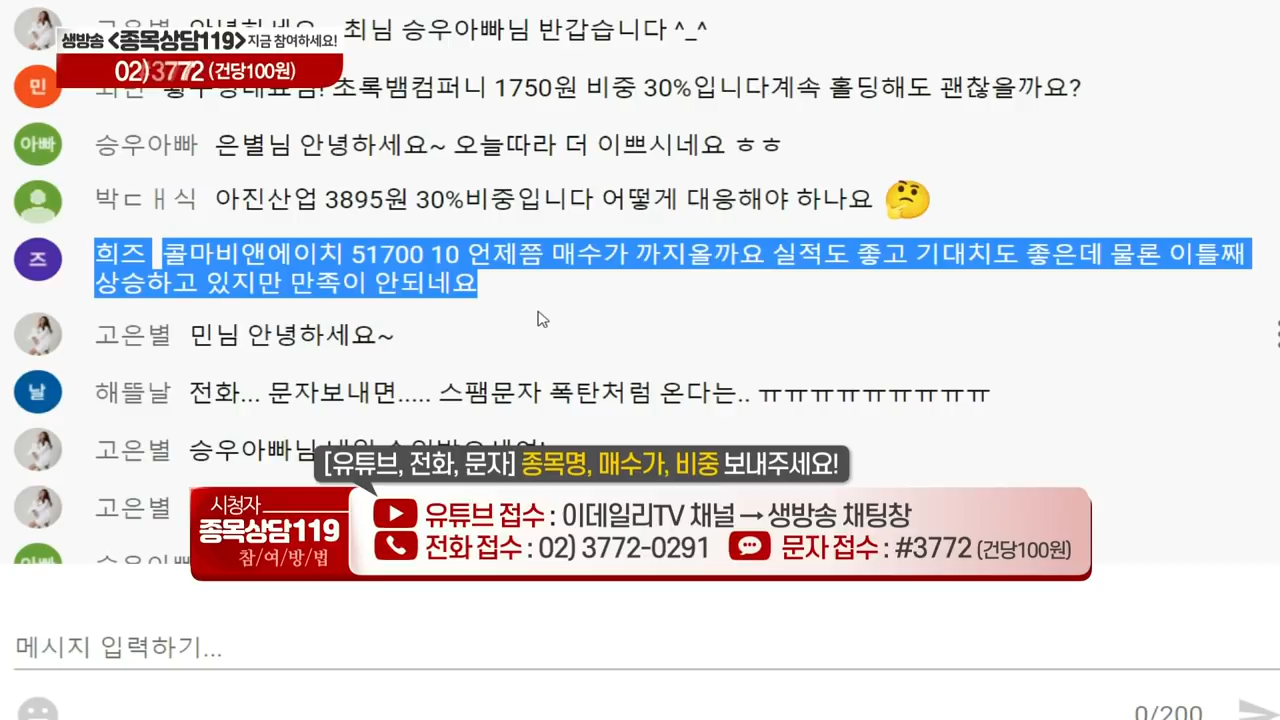 고은별 최님 승우아빠님 반갑습니다 ^_^
생방송 <종목상담119> 지금 참여하세요!
02) 3772 (건당100원)
민 초록뱀컴퍼니 1750원 비중 30%입니다계속 홀딩해도 괜찮을까요?
아빠 승우아빠 은별님 안녕하세요~ 오늘따라 더 이쁘시네요 ㅎㅎ
박ㄷㅐ식 아진산업 3895원 30%비중입니다 어떻게 대응해야 하나요 🤔
즈 희즈 콜마비앤에이치 51700 10 언제쯤 매수가 까지올까요 실적도 좋고 기대치도 좋은데 물론 이틀째
상승하고 있지만 만족이 안되네요
고은별 민님 안녕하세요~
날 해뜰날 전화... 문자보내면..... 스팸문자 폭탄처럼 온다는.. ㅠㅠㅠㅠㅠㅠㅠㅠㅠ
고은별 승우아빠님
[유튜브, 전화, 문자] 종목명, 매수가, 비중 보내주세요!
고은별
시청자
종목상담119
참/여/방/법
유튜브 접수 : 이데일리TV 채널 → 생방송 채팅창
전화 접수 : 02) 3772-0291 문자 접수 : #3772 (건당100원)
메시지 입력하기...
0/200